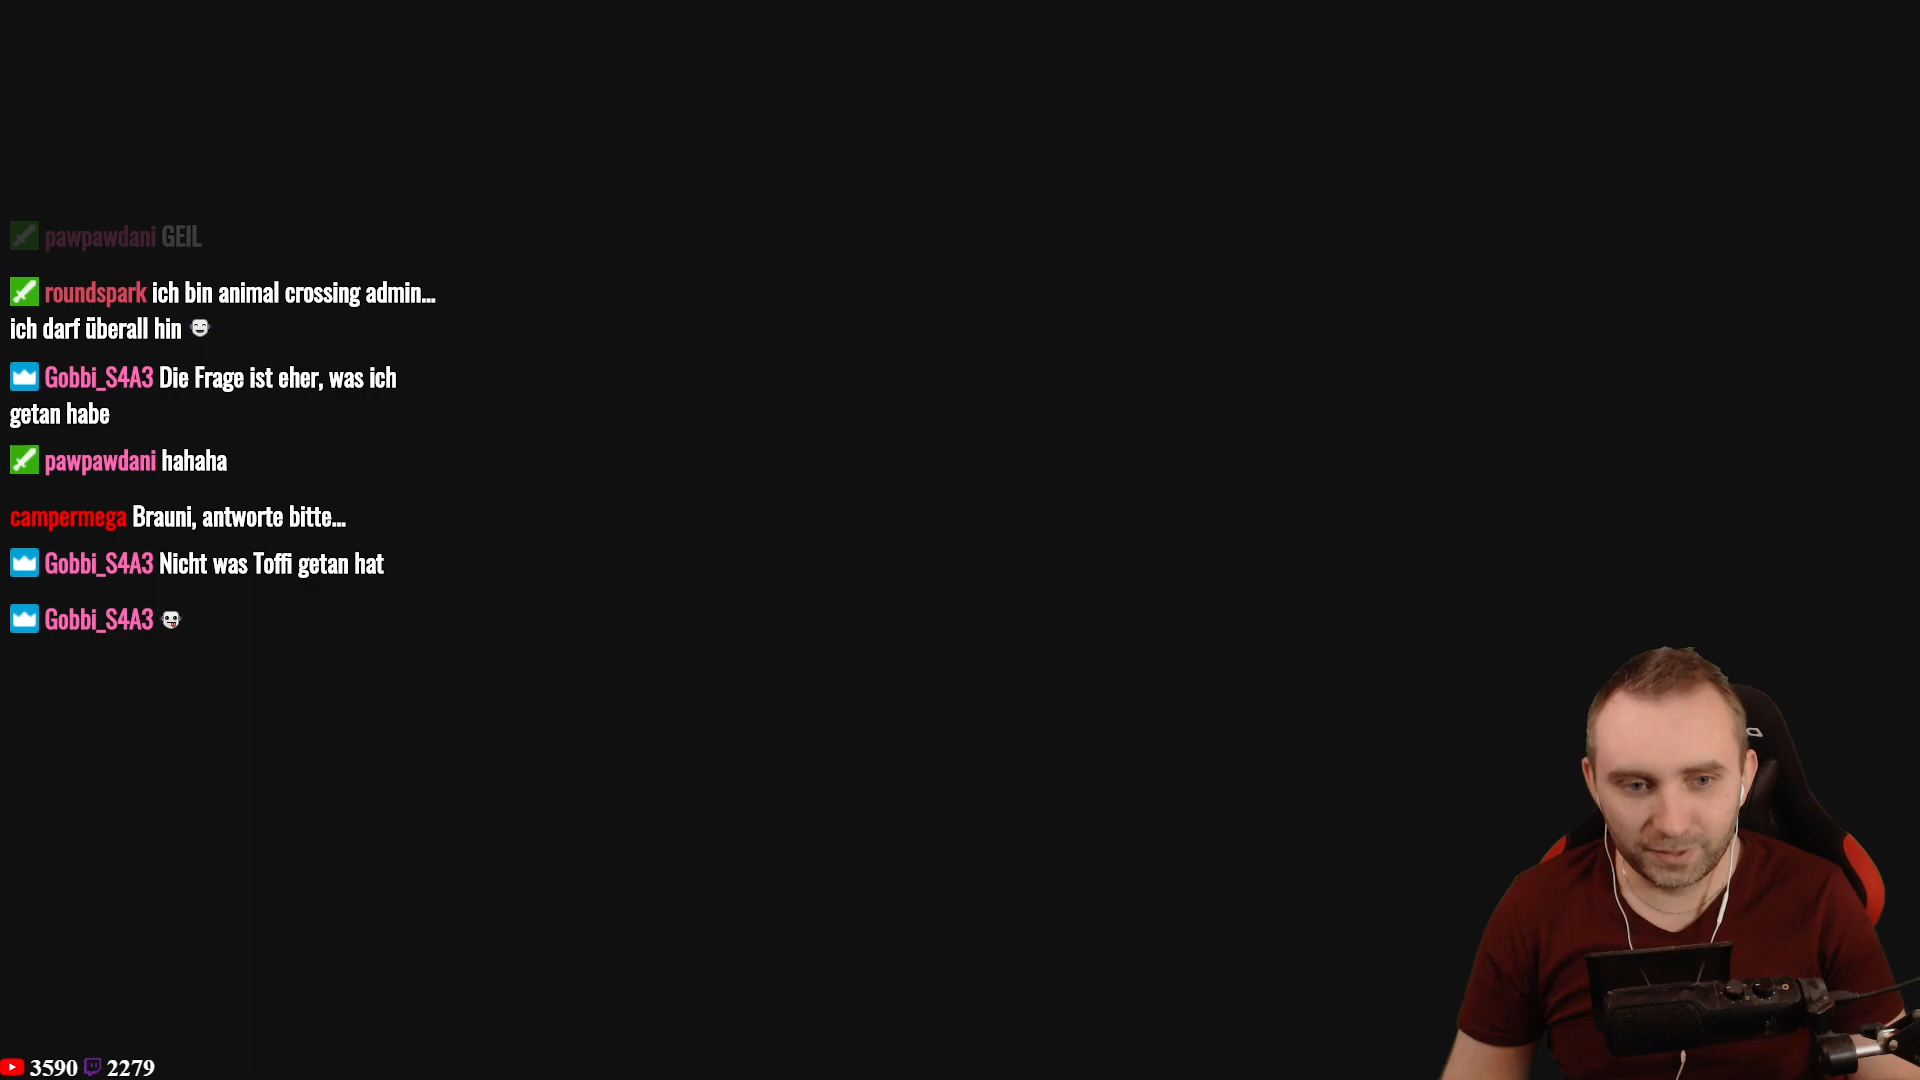 pawpawdani GEIL
roundspark ich bin animal crossing admin...
ich darf überall hin
Gobbi_S4A3 Die Frage ist eher, was ich
getan habe
pawpawdani hahaha
campermega Brauni, antworte bitte...
Gobbi_S4A3 Nicht was Toffi getan hat
Gobbi_S4A3
3590 2279